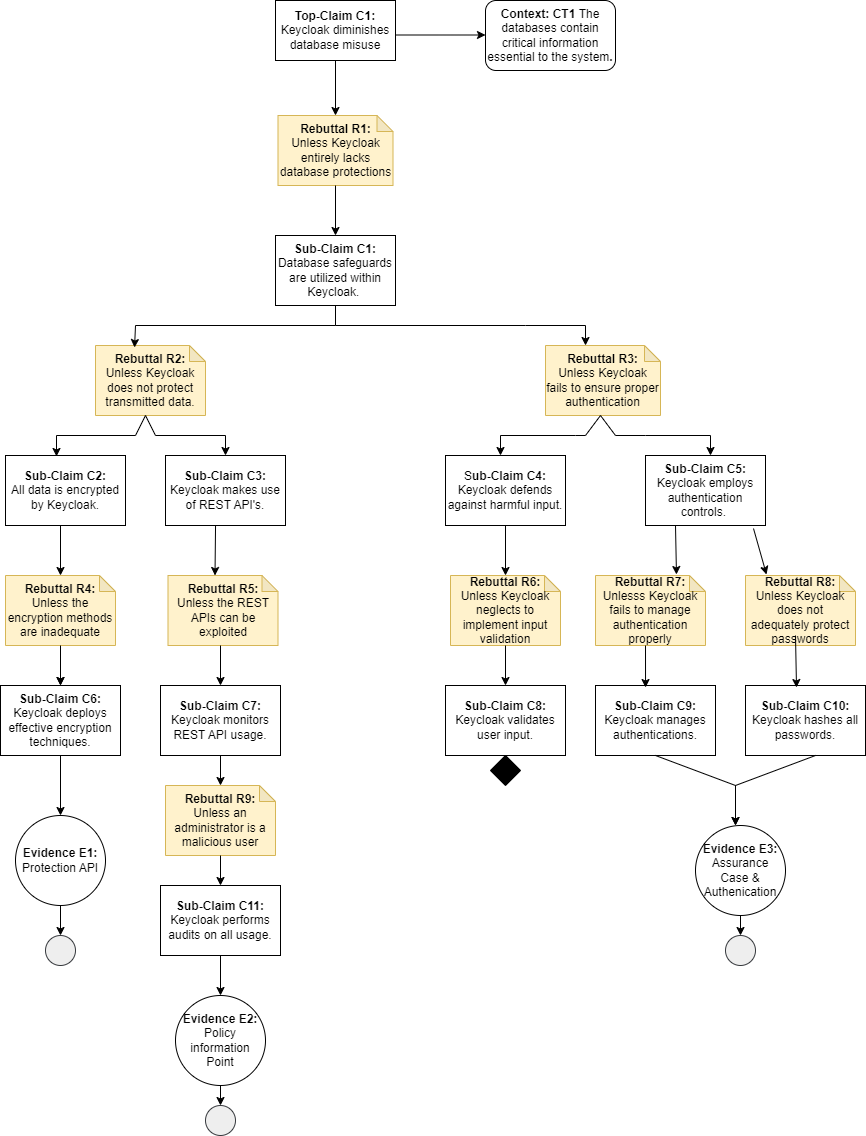 Top-Claim C1:
Keycloak diminishes
database misuse
Context: CT1 The
databases contain
critical information
essential to the system.
Rebuttal R1:
Unless Keycloak
entirely lacks
database protections
Sub-Claim C1:
Database safeguards
are utilized within
Keycloak.
Rebuttal R2:
Unless Keycloak
does not protect
transmitted data.
Rebuttal R3:
Unless Keycloak
fails to ensure proper
authentication
Sub-Claim C2:
All data is encrypted
by Keycloak.
Sub-Claim C3:
Keycloak makes use
of REST API's.
Sub-Claim C4:
Keycloak defends
against harmful input.
Sub-Claim C5:
Keycloak employs
authentication
controls.
Rebuttal R4:
Unless the
encryption methods
are inadequate
Rebuttal R5:
Unless the REST
APIs can be
exploited
Rebuttal R6:
Unless Keycloak
neglects to
implement input
validation
Rebuttal R7:
Unlesss Keycloak
fails to manage
authentication
properly
Rebuttal R8:
Unless Keycloak
does not
adequately protect
passwords
Sub-Claim C6:
Keycloak deploys
effective encryption
techniques.
Sub-Claim C7:
Keycloak monitors
REST API usage.
Sub-Claim C8:
Keycloak validates
user input.
Sub-Claim C9:
Keycloak manages
authentications.
Sub-Claim C10:
Keycloak hashes all
passwords.
Rebuttal R9:
Unless an
administrator is a
malicious user
Evidence E1:
Protection API
Evidence E3:
Assurance
Case &
Authenication
Sub-Claim C11:
Keycloak performs
audits on all usage.
Evidence E2:
Policy
information
Point